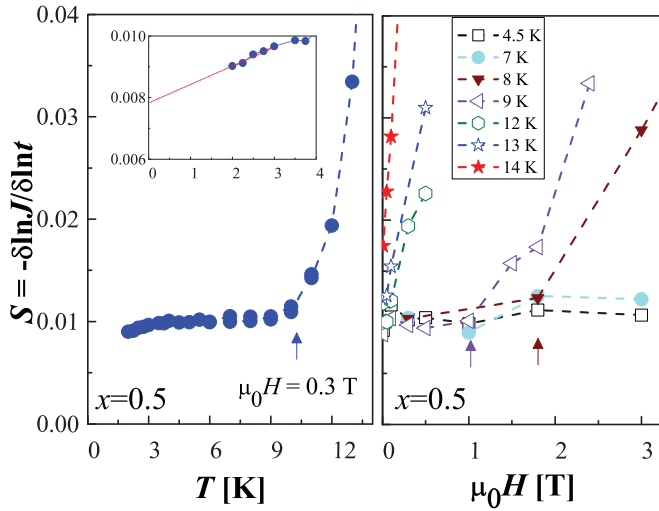 S = -δlnJ/δlnt
0.04
0.03
0.02
0.01
0.00
0.010
0.008
0.006
0 1 2 3 4
μ0H = 0.3 T
x=0.5
0 3 6 9 12
T [K]
4.5 K
7 K
8 K
9 K
12 K
13 K
14 K
x=0.5
0 1 2 3
μ0H [T]